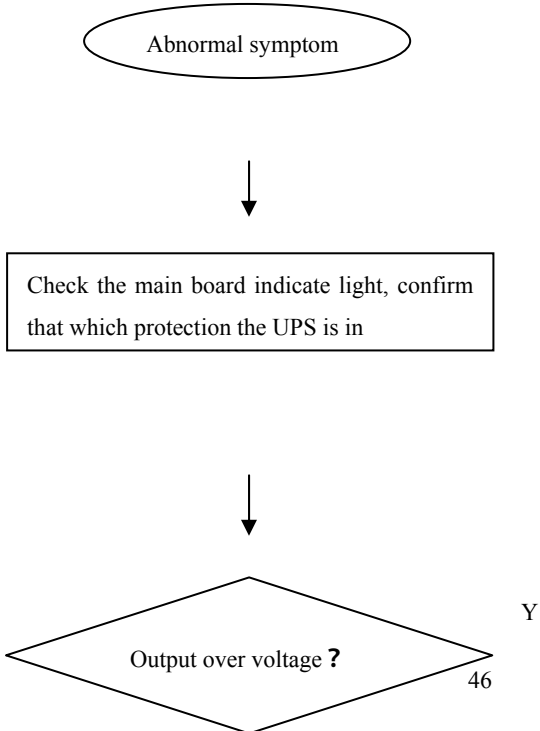 Abnormal symptom
Check the main board indicate light, confirm
that which protection the UPS is in
Y
Output over voltage ?
46